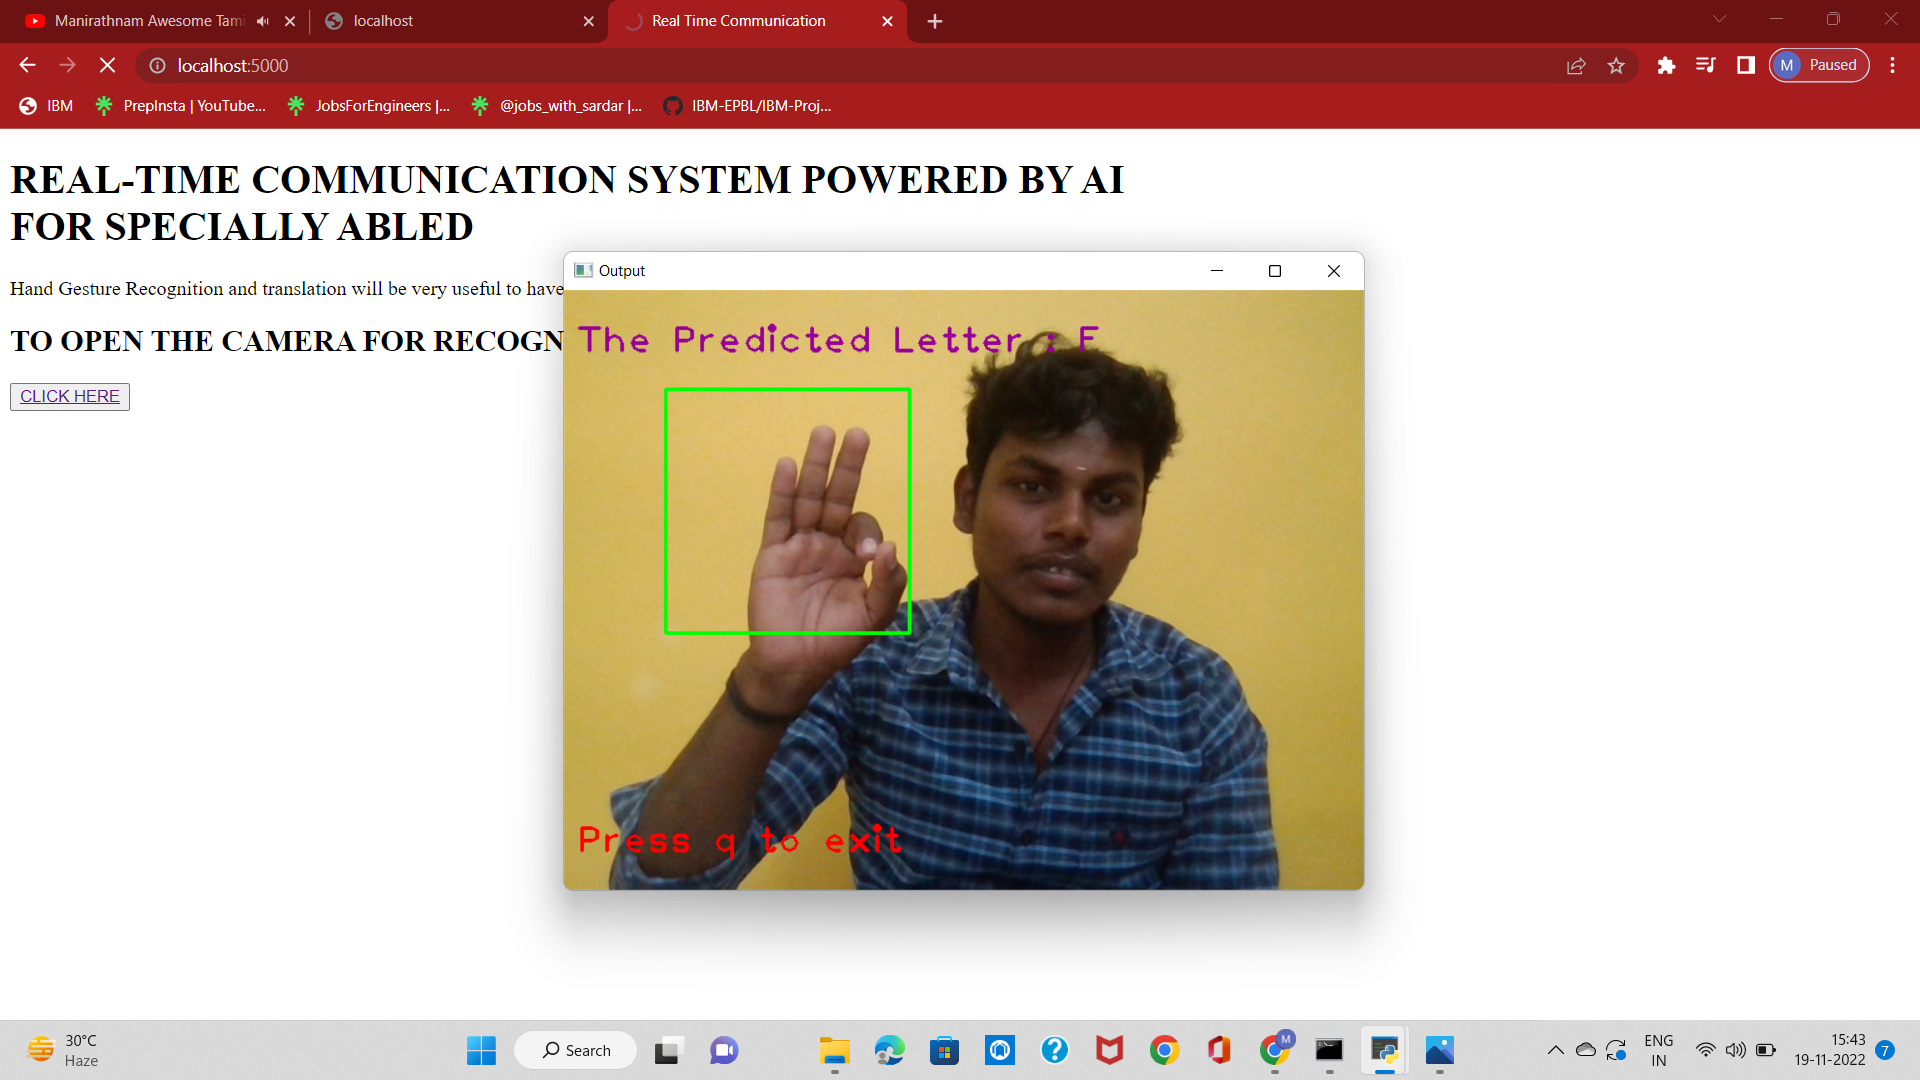 Manirathnam Awesome Tami
localhost
Real Time Communication
localhost:5000
M
Paused
IBM
PrepInsta | YouTube...
JobsForEngineers |...
@jobs_with_sardar |...
IBM-EPBL/IBM-Proj...
REAL-TIME COMMUNICATION SYSTEM POWERED BY AI
FOR SPECIALLY ABLED
Hand Gesture Recognition and translation will be very useful to have
TO OPEN THE CAMERA FOR RECOGN
CLICK HERE
Output
The Predicted Letter : F
Press q to exit
30°C
Haze
Search
M
ENG
IN
15:43
19-11-2022
7